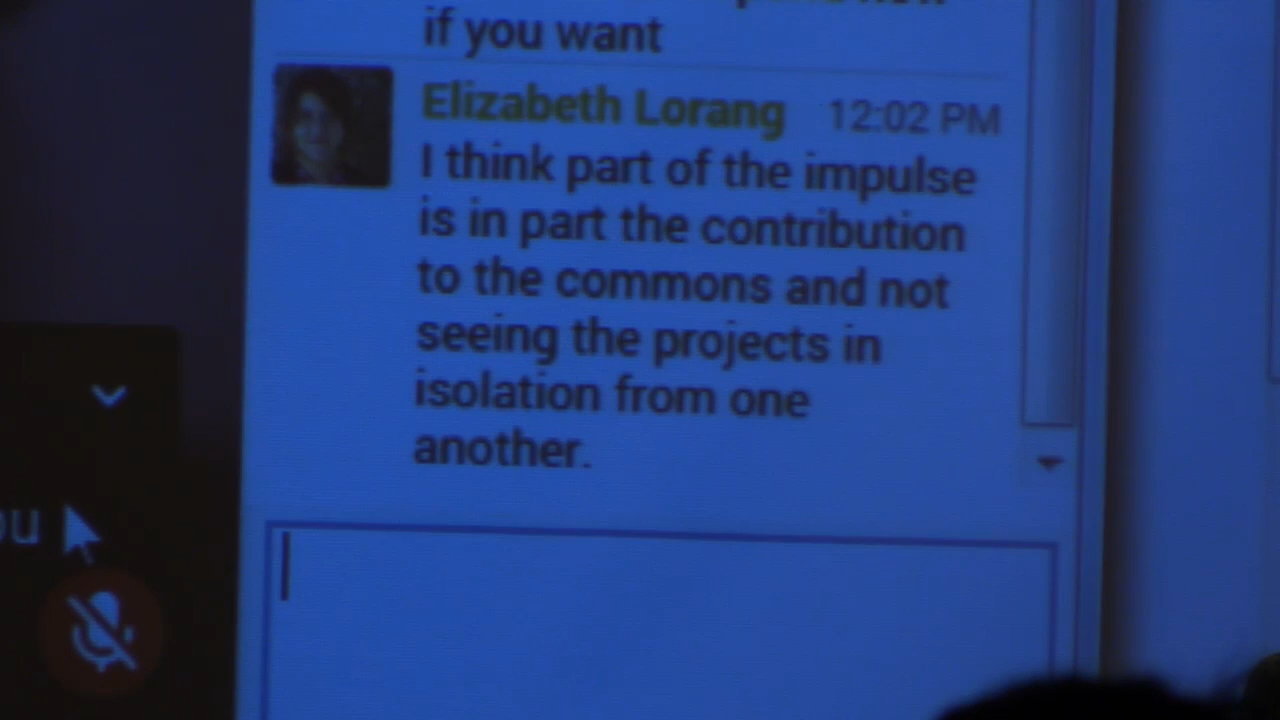 if you want
Elizabeth Lorang 12:02 PM
I think part of the impulse
is in part the contribution
to the commons and not
seeing the projects in
isolation from one
another.